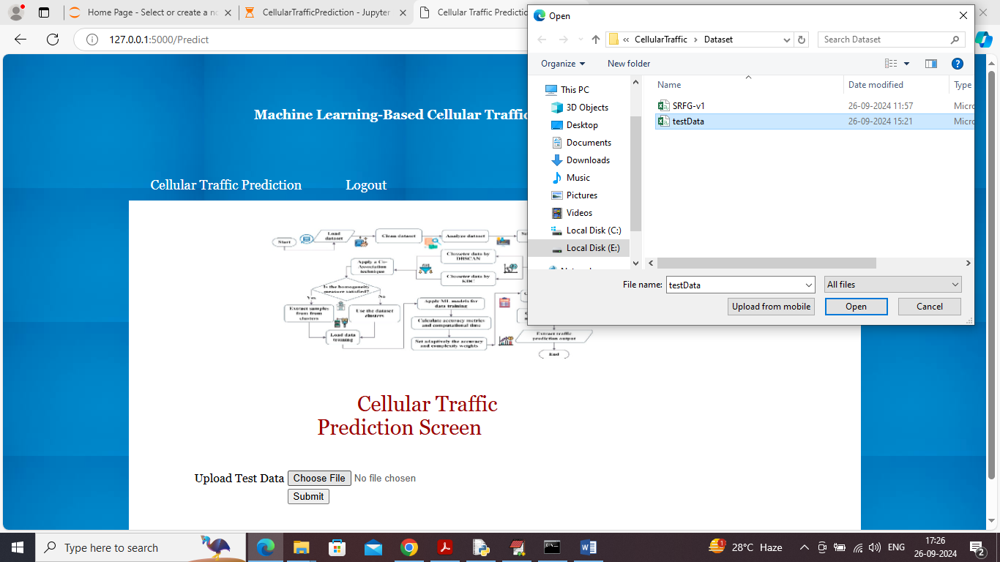 Home Page - Select or create a no
CellularTrafficPrediction - Jupyter
Cellular Traffic Predictio
127.0.0.1:5000/Predict
Machine Learning-Based Cellular Traffic
Cellular Traffic Prediction
Logout
Start
Load dataset
Clean dataset
Analyze dataset
Clusseter data by DBSCAN
Clusseter data by KDC
Apply a Co-Association technique
Is the homogeneity measure satisfied?
Yes
No
Extract samples from from clusters
Use the dataset clusters
Load data training
Apply ML models for data training
Calculate accuracy metrics and computational time
Set adaptively the accuracy and complexity weights
Extract traffic prediction output
End
Cellular Traffic
Prediction Screen
Upload Test Data
Choose File
No file chosen
Submit
Open
CellularTraffic
Dataset
Search Dataset
Organize
New folder
This PC
3D Objects
Desktop
Documents
Downloads
Music
Pictures
Videos
Local Disk (C:)
Local Disk (E:)
Name
Date modified
Type
SRFG-v1
26-09-2024 11:57
Micro
testData
26-09-2024 15:21
Micro
File name:
testData
All files
Upload from mobile
Open
Cancel
Type here to search
28°C Haze
ENG
17:26
26-09-2024
2